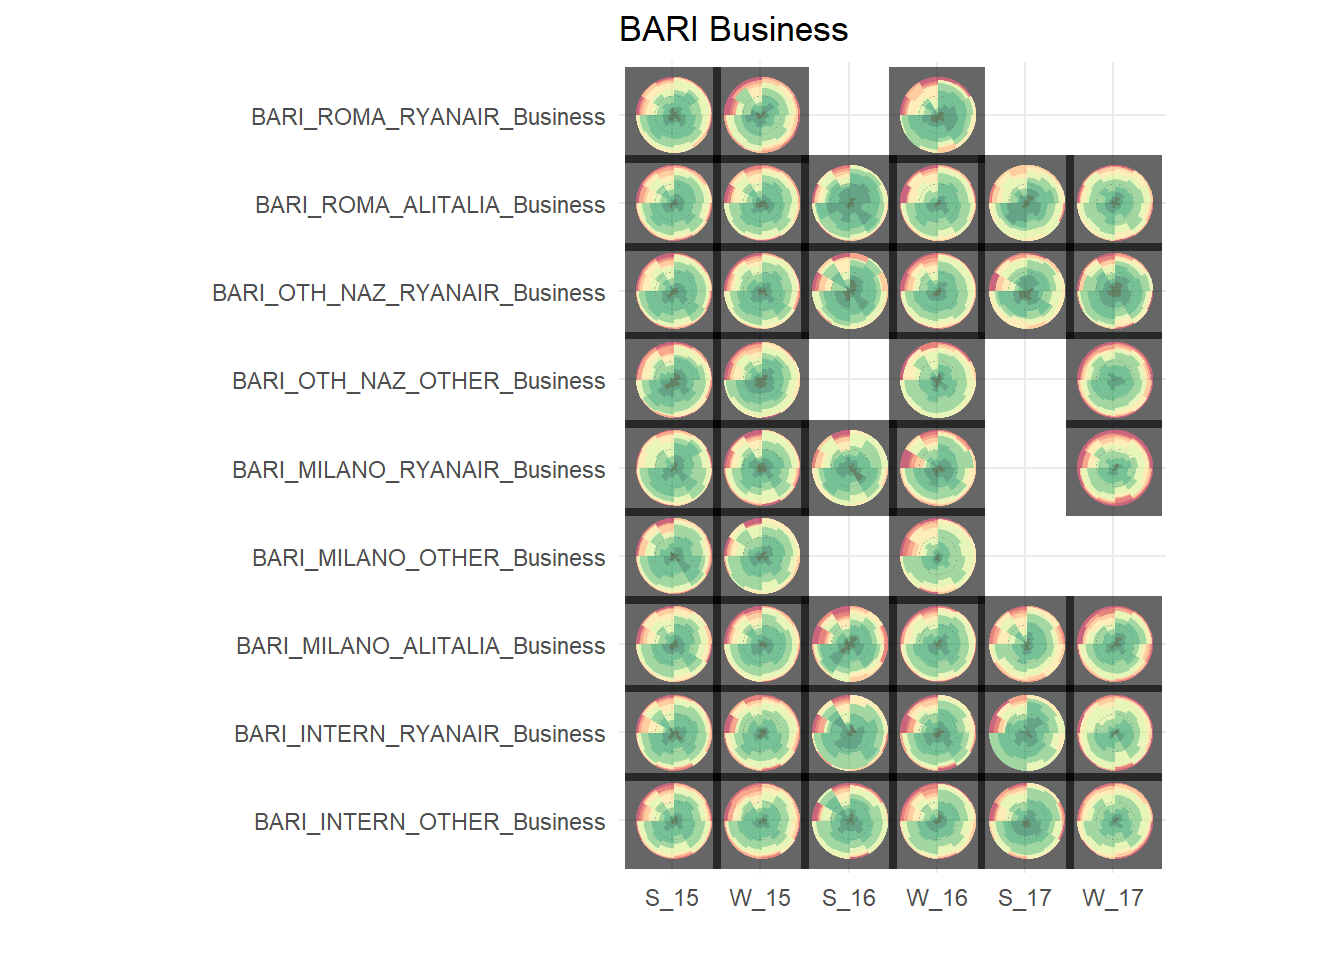 BARI Business
BARI_ROMA_RYANAIR_Business
BARI_ROMA_ALITALIA_Business
BARI_OTH_NAZ_RYANAIR_Business
BARI_OTH_NAZ_OTHER_Business
BARI_MILANO_RYANAIR_Business
BARI_MILANO_OTHER_Business
BARI_MILANO_ALITALIA_Business
BARI_INTERN_RYANAIR_Business
BARI_INTERN_OTHER_Business
S_15 W_15 S_16 W_16 S_17 W_17